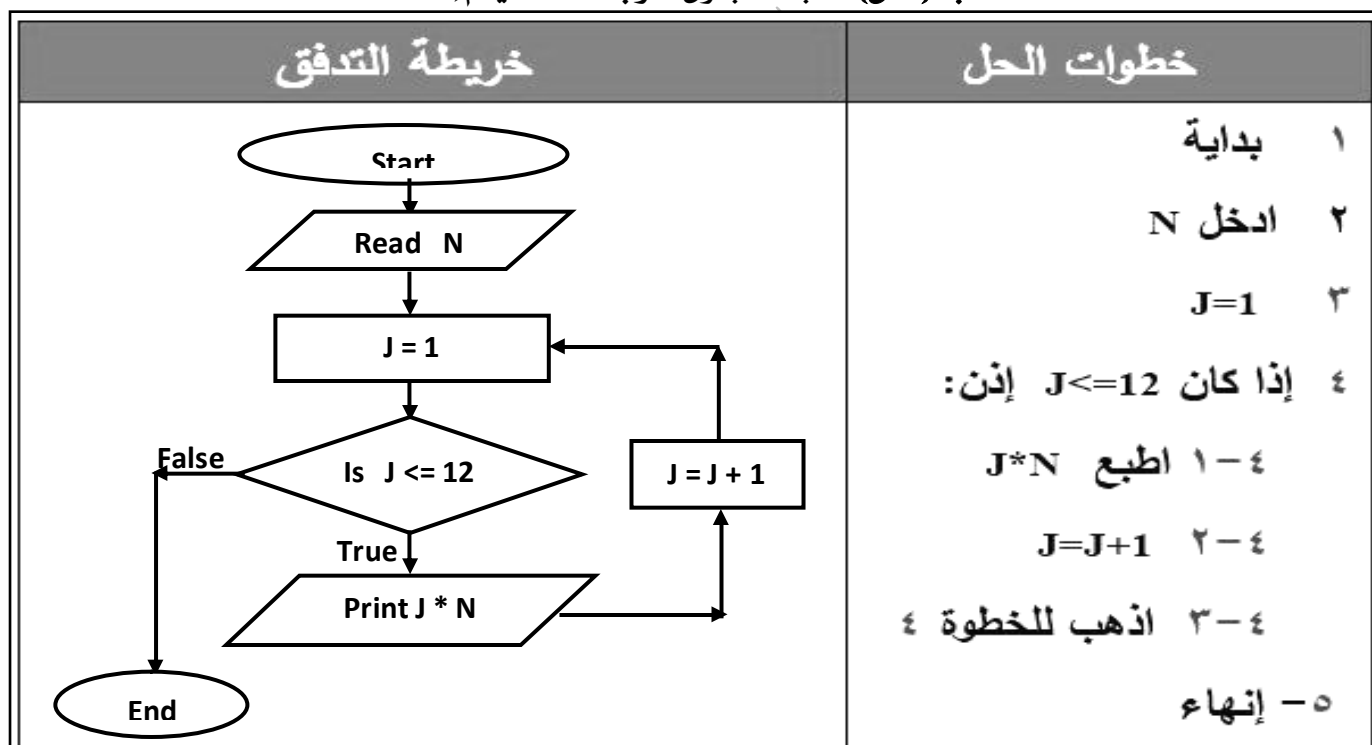 خطوات الحل
١ بداية
٢ ادخل N
٣ J=1
٤ إذا كان J<=12 إذن:
٤-١ اطبع J*N
٤-٢ J=J+1
٤-٣ اذهب للخطوة ٤
٥- إنهاء
خريطة التدفق
Start
Read N
J = 1
Is J <= 12
False
True
J = J + 1
Print J * N
End